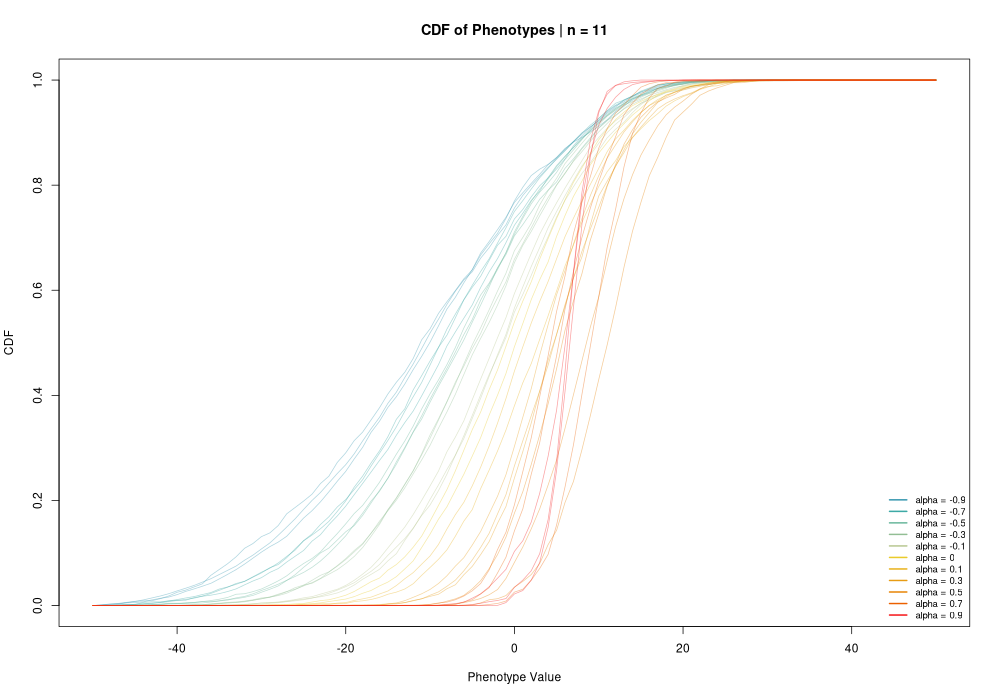 CDF of Phenotypes | n = 11
CDF
1.0
0.8
0.6
0.4
0.2
0.0
-40
-20
0
20
40
Phenotype Value
alpha = -0.9
alpha = -0.7
alpha = -0.5
alpha = -0.3
alpha = -0.1
alpha = 0
alpha = 0.1
alpha = 0.3
alpha = 0.5
alpha = 0.7
alpha = 0.9